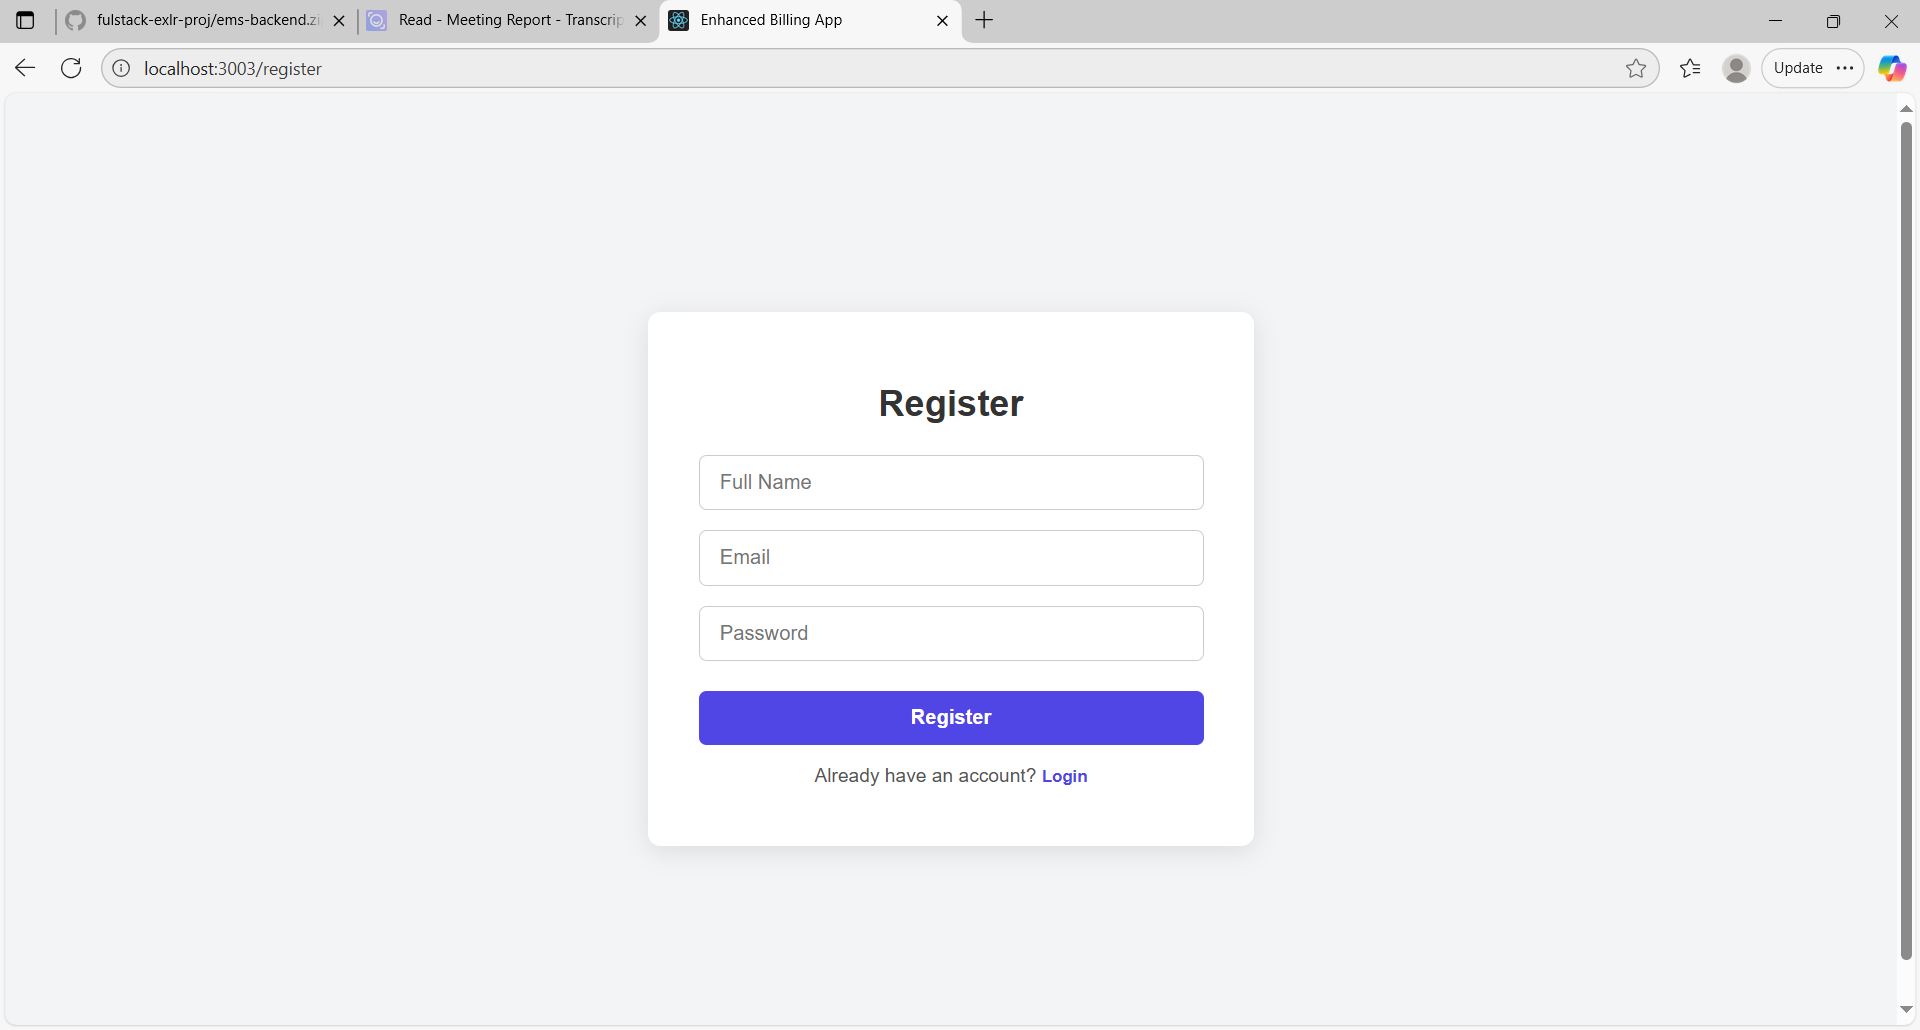 fulstack-exlr-proj/ems-backend.zi
Read - Meeting Report - Transcrip
Enhanced Billing App
localhost:3003/register
Update
Register
Full Name
Email
Password
Register
Already have an account? Login